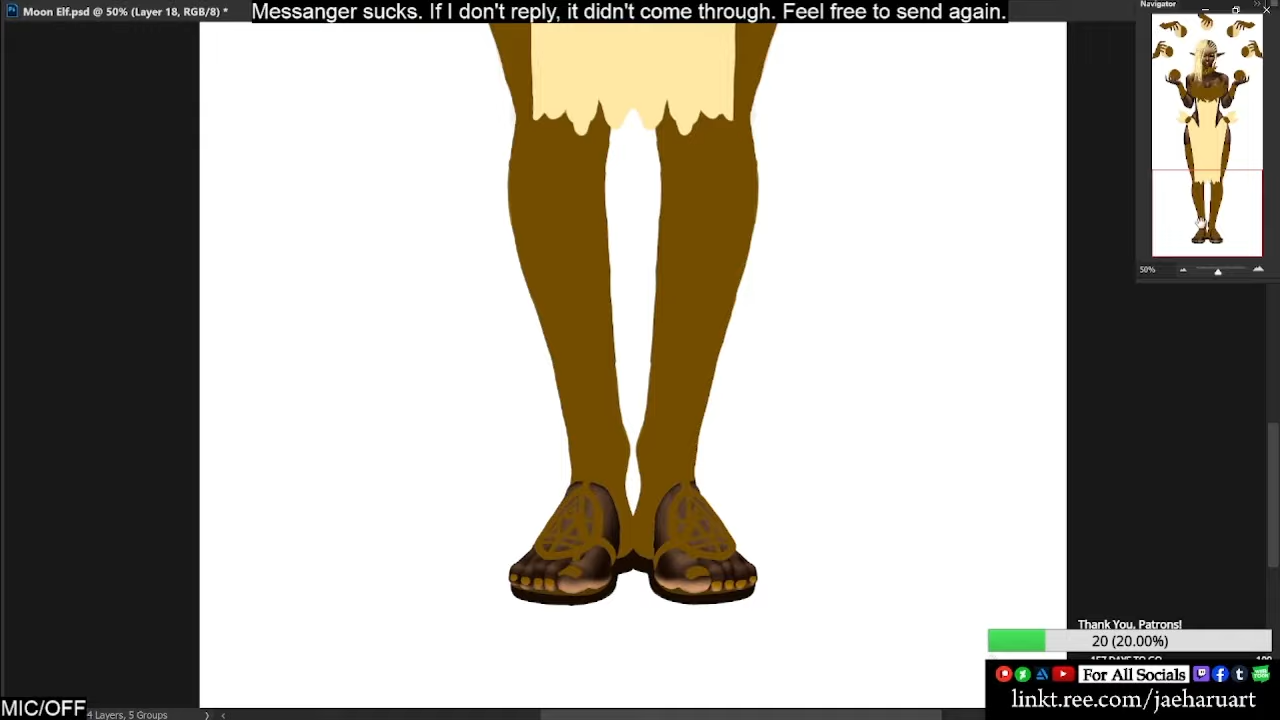 Moon Elf.psd @ 50% (Layer 18, RGB/8) *
Messanger sucks. If I don't reply, it didn't come through. Feel free to send again.
Navigator
50%
Thank You, Patrons!
20 (20.00%)
For All Socials
linkt.ree.com/jaeharuart
MIC/OFF
4 Layers, 5 Groups